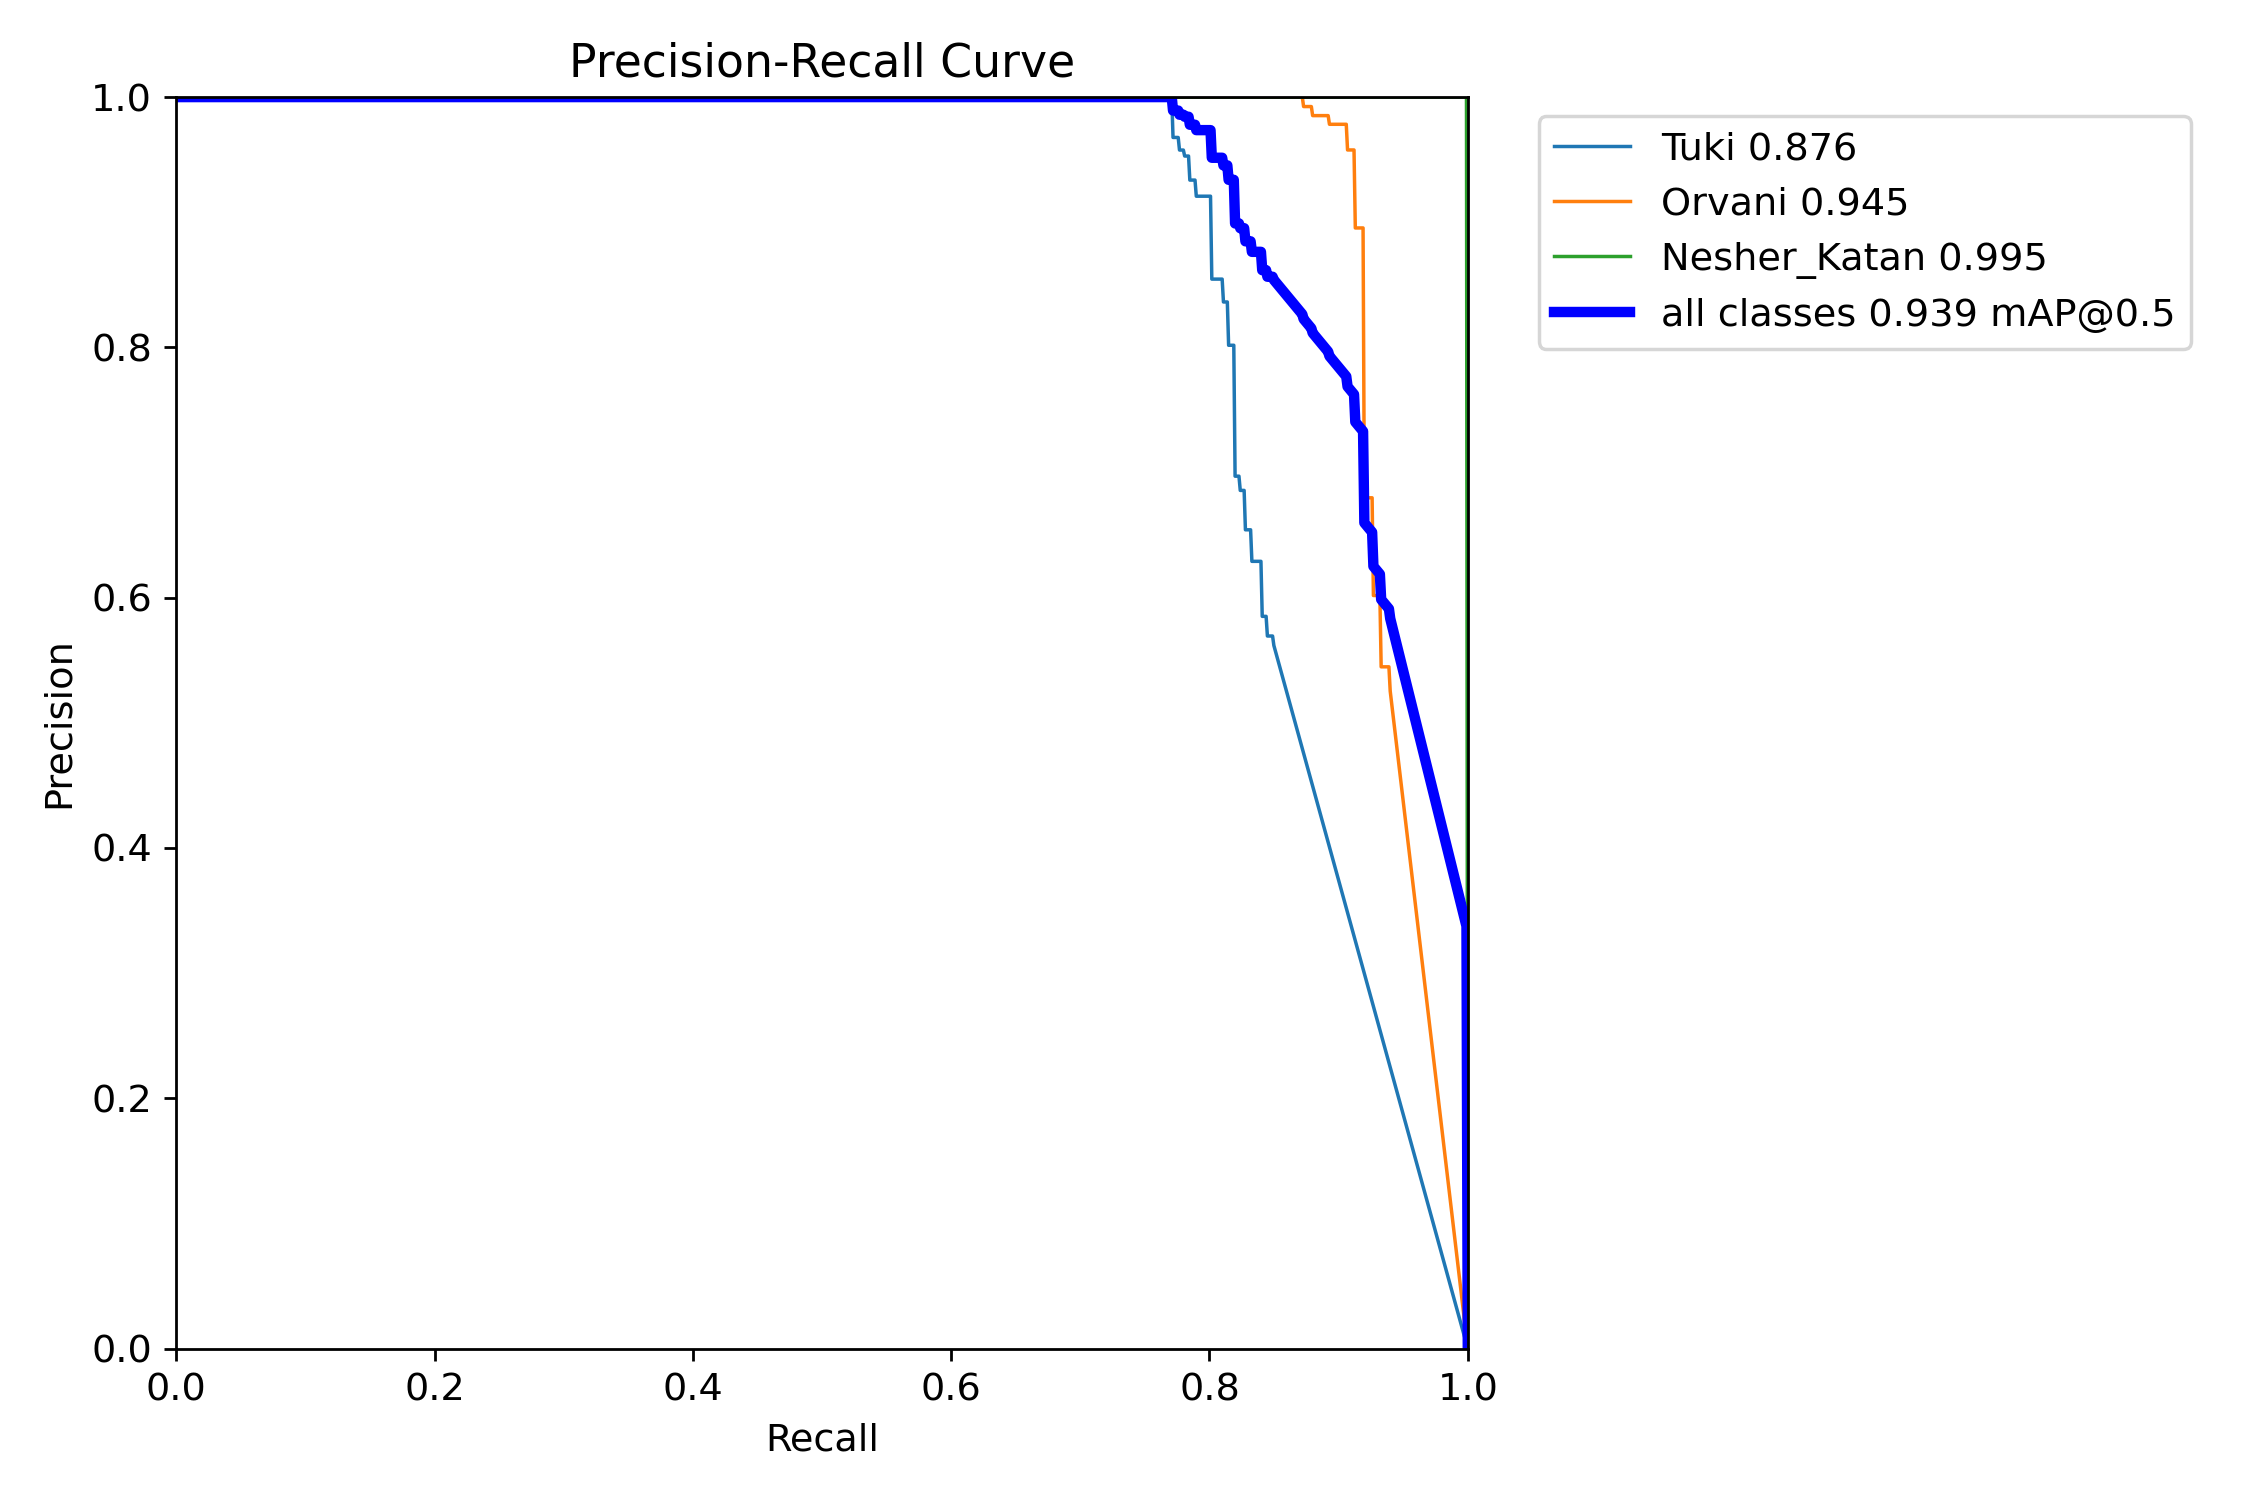 Precision-Recall Curve
1.0
0.8
0.6
0.4
0.2
0.0
Precision
0.0 0.2 0.4 0.6 0.8 1.0
Recall
Tuki 0.876
Orvani 0.945
Nesher_Katan 0.995
all classes 0.939 mAP@0.5